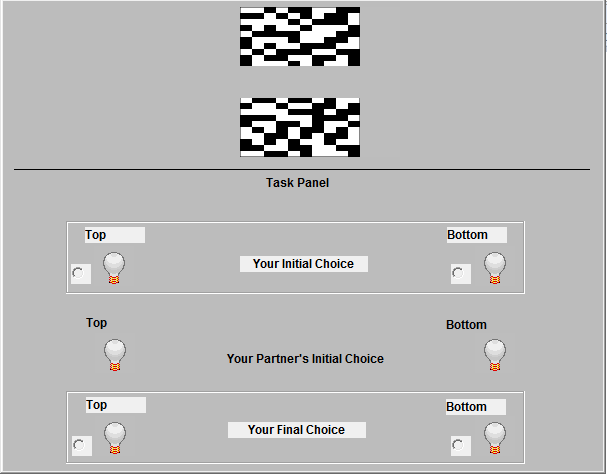 Task Panel
Top
Bottom
Your Initial Choice
Top
Bottom
Your Partner's Initial Choice
Top
Bottom
Your Final Choice